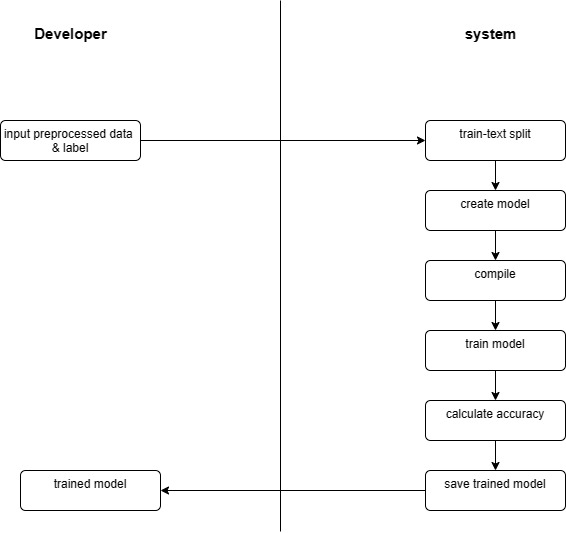 Developer
system
input preprocessed data
& label
train-text split
create model
compile
train model
calculate accuracy
trained model
save trained model